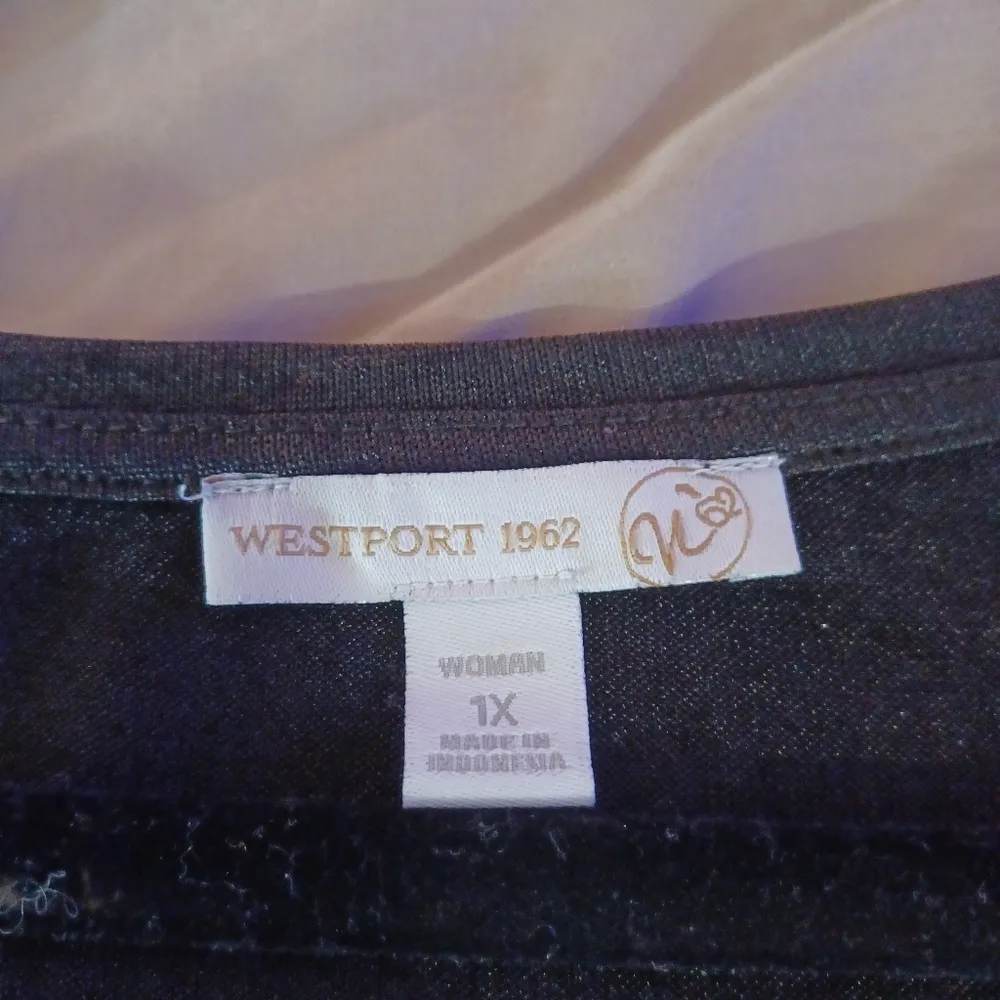 WESTPORT 1962
WOMAN
1X
MADE IN
INDONESIA